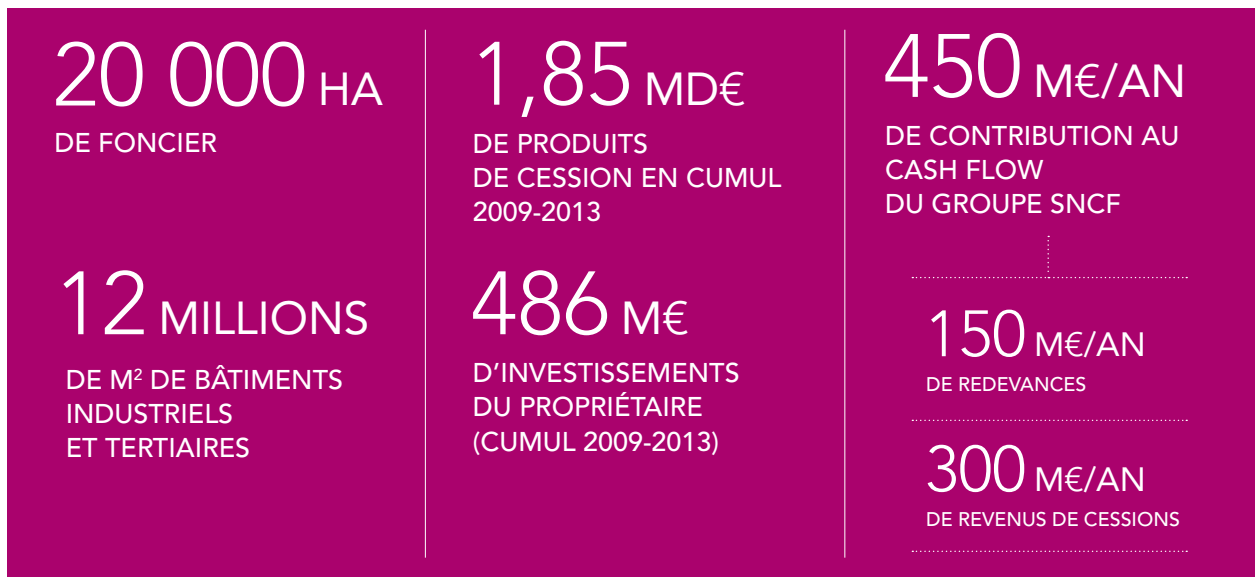 20 000 HA
DE FONCIER
12 MILLIONS
DE M² DE BÂTIMENTS
INDUSTRIELS
ET TERTIAIRES
1,85 MD€
DE PRODUITS
DE CESSION EN CUMUL
2009-2013
486 M€
D’INVESTISSEMENTS
DU PROPRIÉTAIRE
(CUMUL 2009-2013)
450 M€/AN
DE CONTRIBUTION AU
CASH FLOW
DU GROUPE SNCF
150 M€/AN
DE REDEVANCES
300 M€/AN
DE REVENUS DE CESSIONS